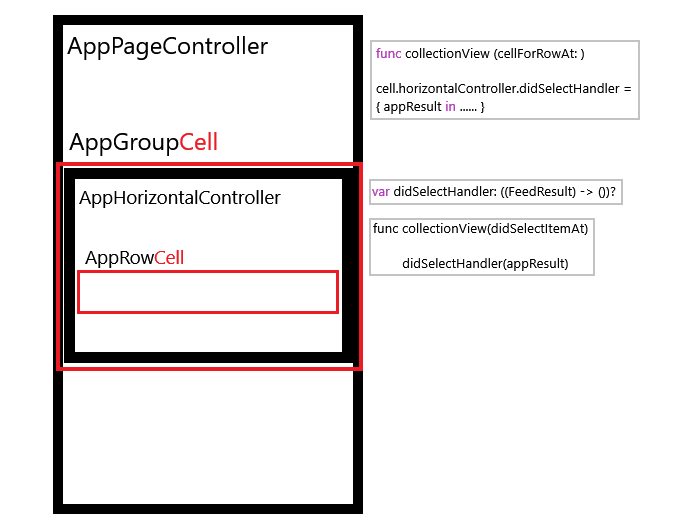 AppPageController
func collectionView (cellForRowAt: )
cell.horizontalController.didSelectHandler =
{ appResult in ...... }
AppGroupCell
AppHorizontalController
var didSelectHandler: ((FeedResult) -> ())?
func collectionView(didSelectItemAt)
didSelectHandler(appResult)
AppRowCell